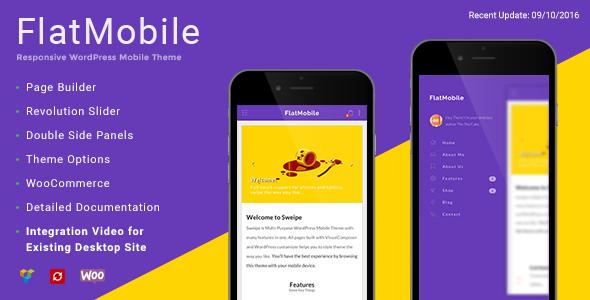 Recent Update: 09/10/2016
FlatMobile
Responsive WordPress Mobile Theme
Page Builder
Revolution Slider
Double Side Panels
Theme Options
WooCommerce
Detailed Documentation
Integration Video for
Existing Desktop Site
WOO
FlatMobile
Welcome
Welcome to Sweipe
Sweipe is Multi Purpose WordPress Mobile Theme with
many features in one. All pages built with VisualComposer
and WordPress customizer helps you to style theme the
way you like. You'll have the best experience by browsing
this theme with your mobile device.
Features
FlatMobile
Home
About Me
About Us
Features
Shop
Blog
Contact